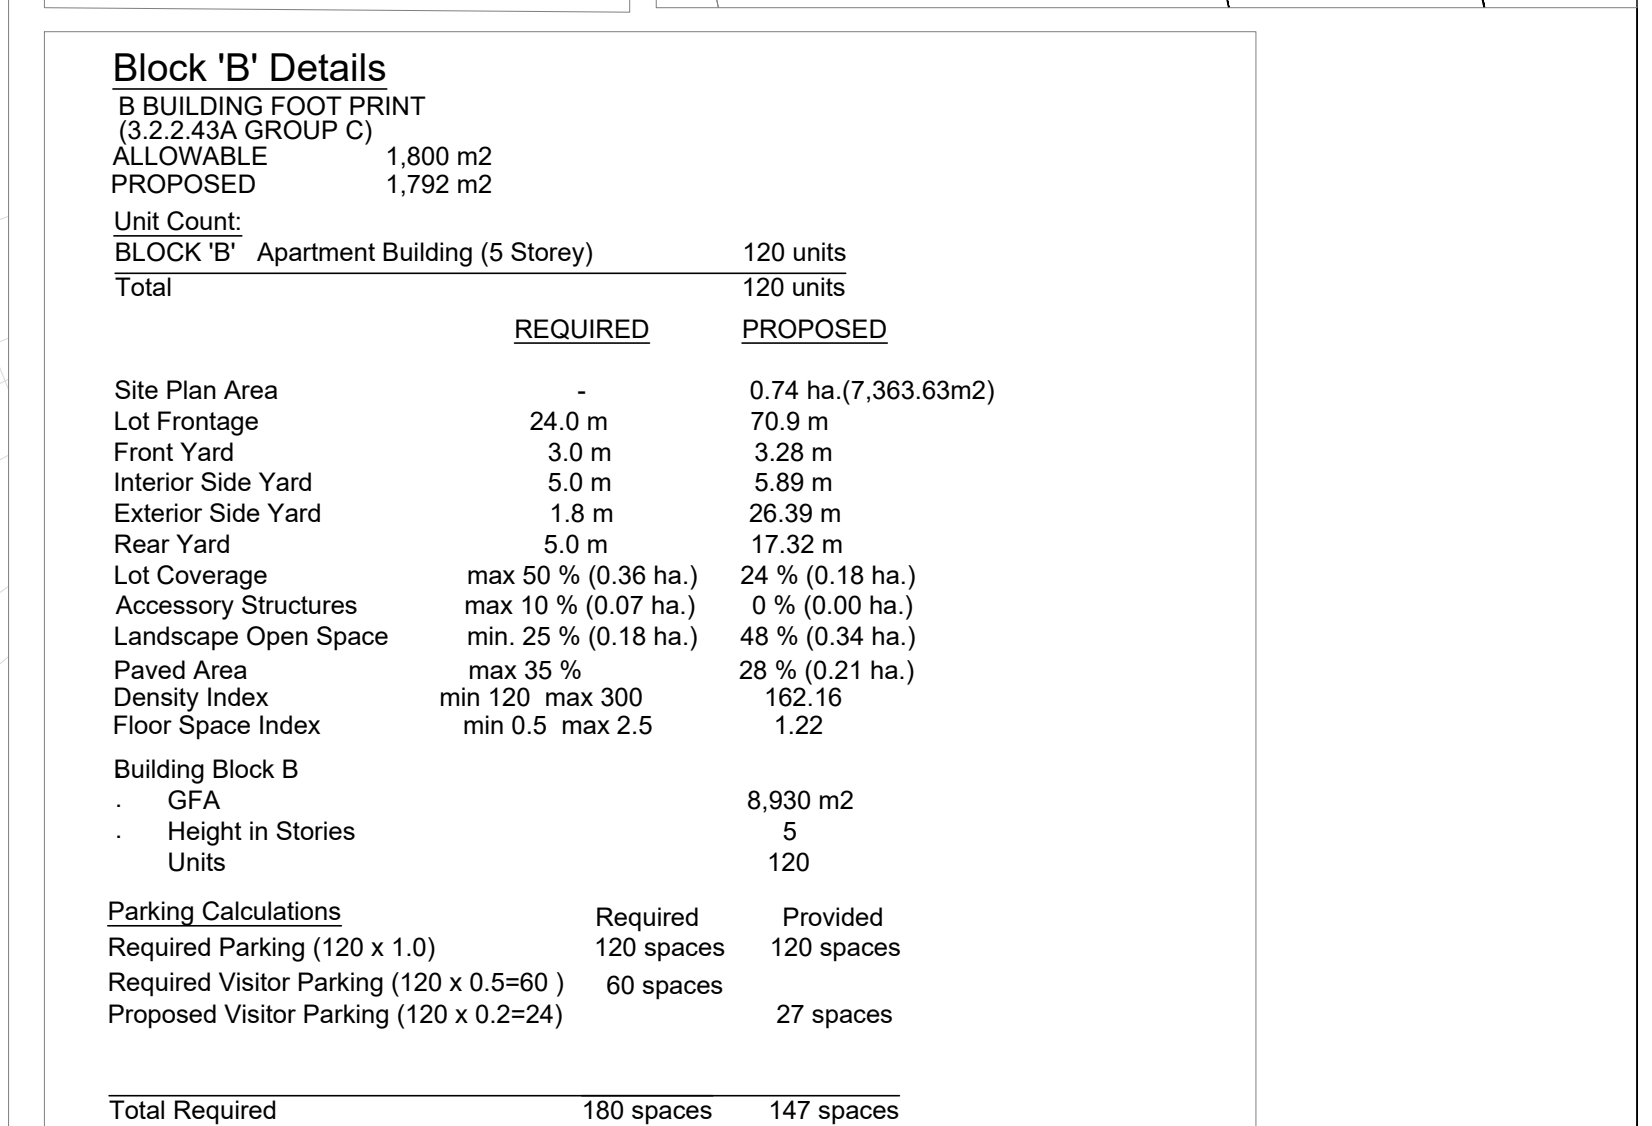 Block 'B' Details
B BUILDING FOOT PRINT
(3.2.2.43A GROUP C)
ALLOWABLE 1,800 m2
PROPOSED 1,792 m2
Unit Count:
BLOCK 'B' Apartment Building (5 Storey) 120 units
Total 120 units
REQUIRED PROPOSED
Site Plan Area - 0.74 ha.(7,363.63m2)
Lot Frontage 24.0 m 70.9 m
Front Yard 3.0 m 3.28 m
Interior Side Yard 5.0 m 5.89 m
Exterior Side Yard 1.8 m 26.39 m
Rear Yard 5.0 m 17.32 m
Lot Coverage max 50 % (0.36 ha.) 24 % (0.18 ha.)
Accessory Structures max 10 % (0.07 ha.) 0 % (0.00 ha.)
Landscape Open Space min. 25 % (0.18 ha.) 48 % (0.34 ha.)
Paved Area max 35 % 28 % (0.21 ha.)
Density Index min 120 max 300 162.16
Floor Space Index min 0.5 max 2.5 1.22
Building Block B
. GFA 8,930 m2
. Height in Stories 5
Units 120
Parking Calculations Required Provided
Required Parking (120 x 1.0) 120 spaces 120 spaces
Required Visitor Parking (120 x 0.5=60 ) 60 spaces
Proposed Visitor Parking (120 x 0.2=24) 27 spaces
Total Required 180 spaces 147 spaces